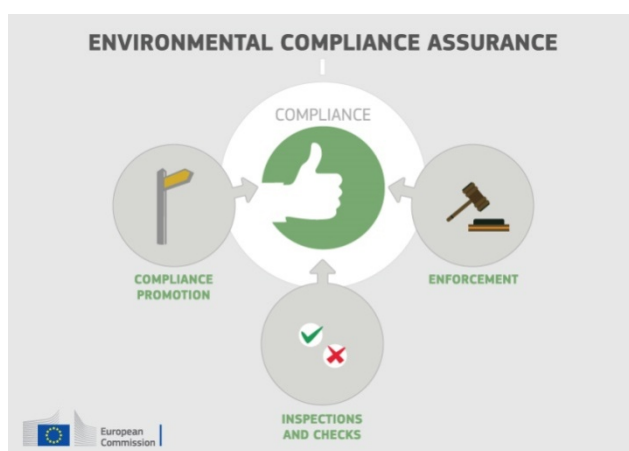 ENVIRONMENTAL COMPLIANCE ASSURANCE
COMPLIANCE
COMPLIANCE
PROMOTION
ENFORCEMENT
INSPECTIONS
AND CHECKS
European
Commission